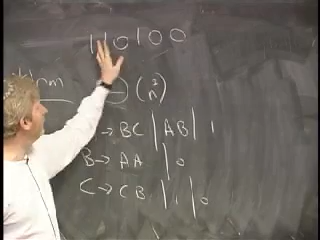 110100
(n²)
→ BC | AB | 1
B → AA | 0
C → CB | 1 | 0